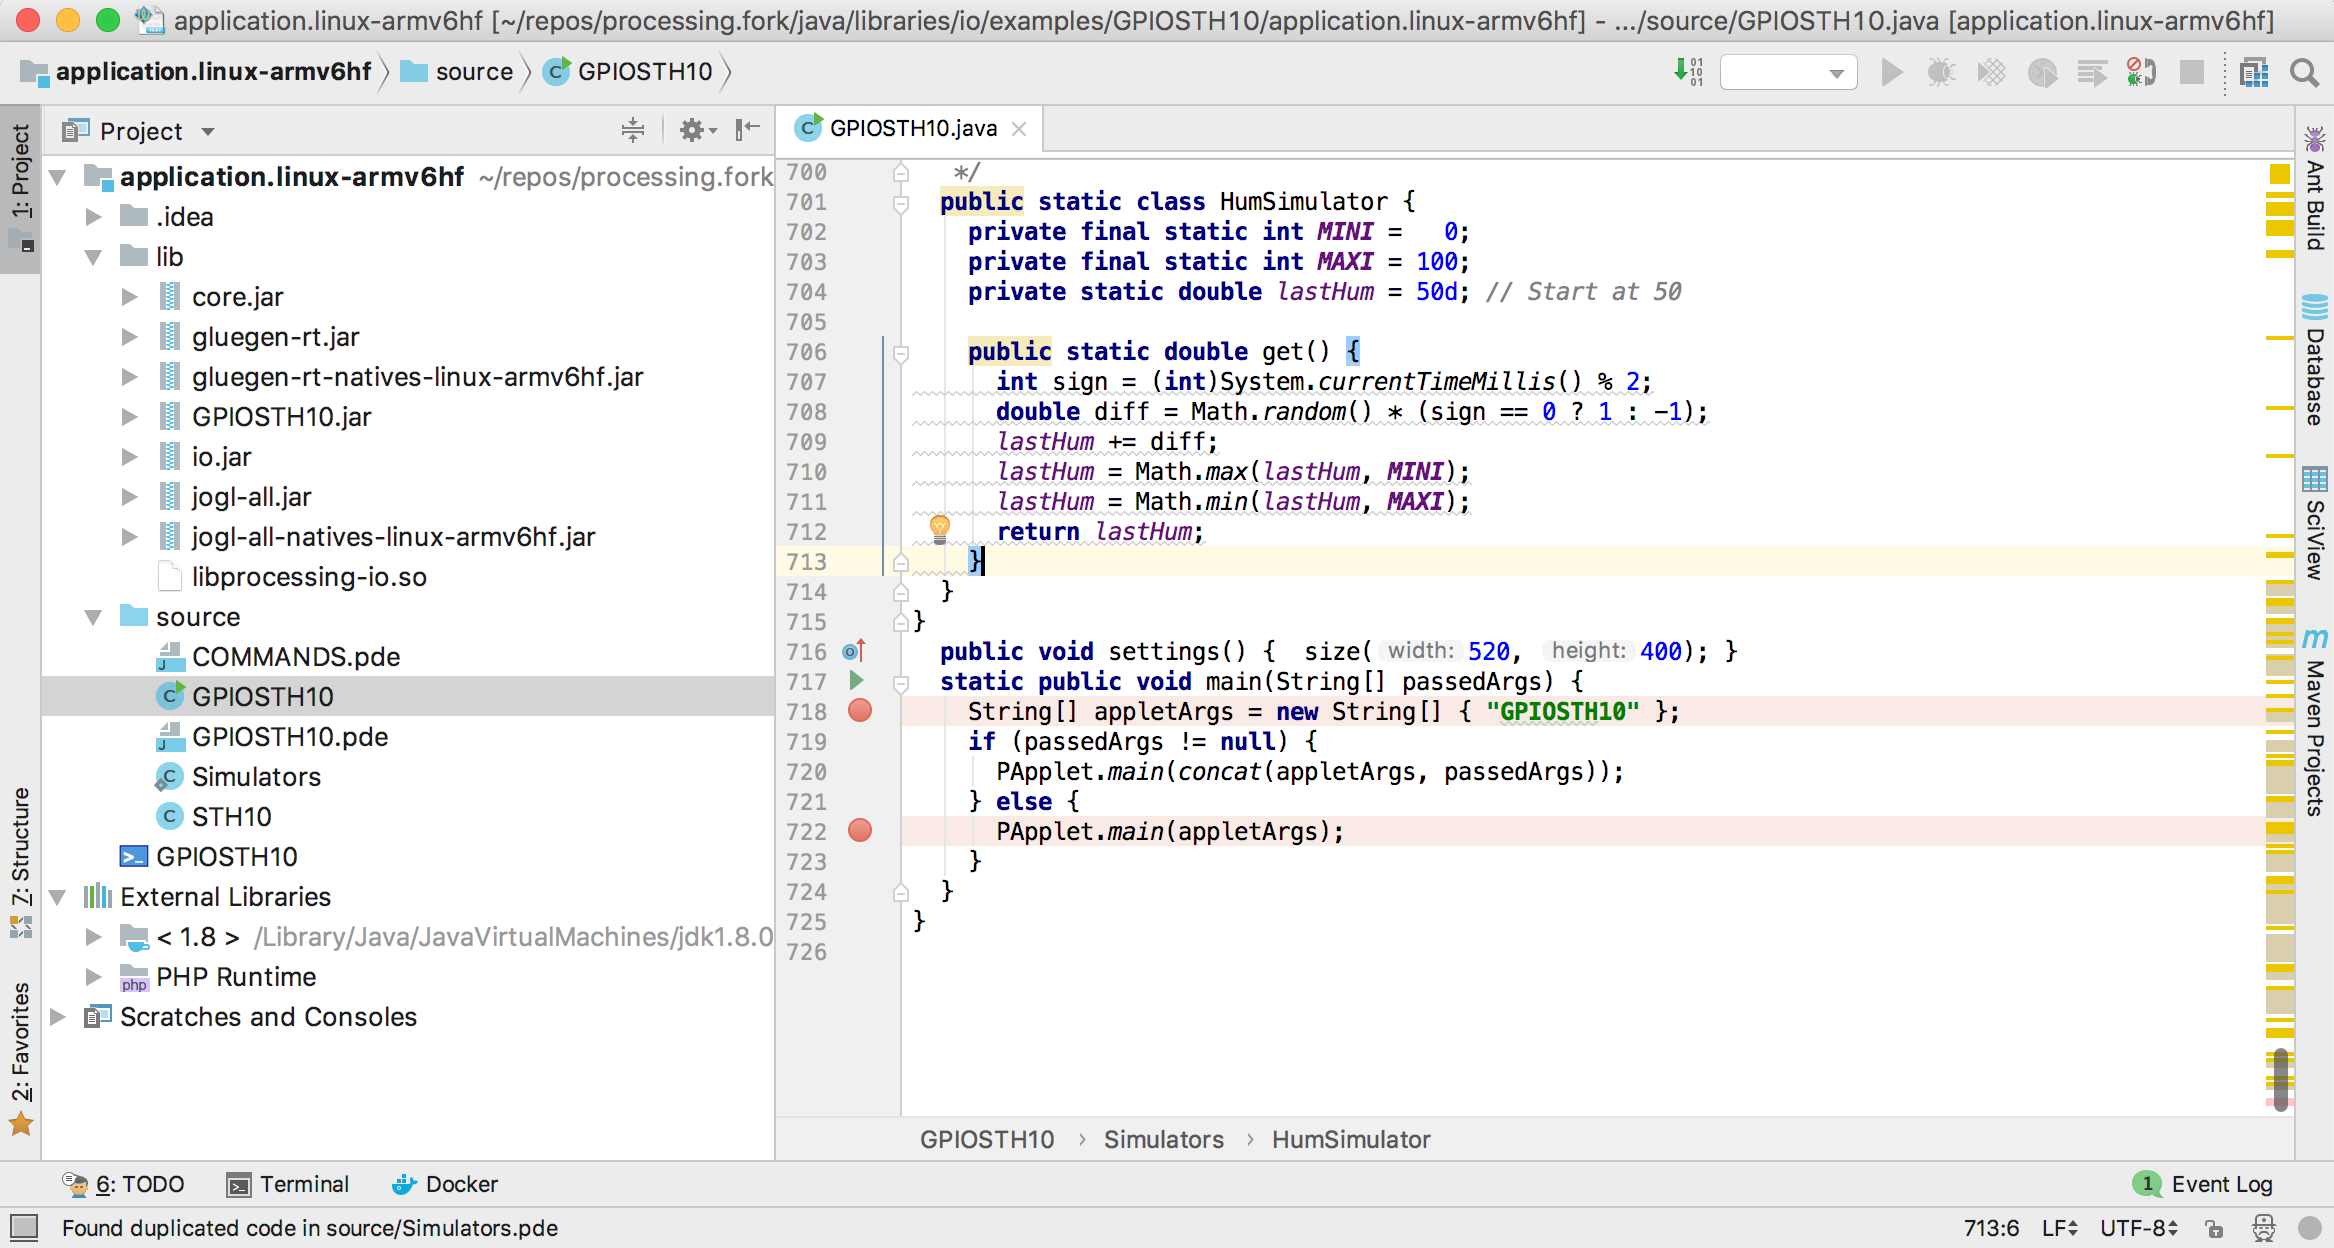 application.linux-armv6hf [~/repos/processing.fork/java/libraries/io/examples/GPIOSTH10/application.linux-armv6hf] - .../source/GPIOSTH10.java [application.linux-armv6hf]
application.linux-armv6hf source GPIOSTH10
1: Project
7: Structure
2: Favorites
Project
application.linux-armv6hf ~/repos/processing.fork
.idea
lib
core.jar
gluegen-rt.jar
gluegen-rt-natives-linux-armv6hf.jar
GPIOSTH10.jar
io.jar
jogl-all.jar
jogl-all-natives-linux-armv6hf.jar
libprocessing-io.so
source
COMMANDS.pde
GPIOSTH10
GPIOSTH10.pde
Simulators
STH10
GPIOSTH10
External Libraries
< 1.8 > /Library/Java/JavaVirtualMachines/jdk1.8.0
PHP Runtime
Scratches and Consoles
GPIOSTH10.java
700 */
701 public static class HumSimulator {
702 private final static int MINI =   0;
703 private final static int MAXI = 100;
704 private static double lastHum = 50d; // Start at 50
705
706 public static double get() {
707 int sign = (int)System.currentTimeMillis() % 2;
708 double diff = Math.random() * (sign == 0 ? 1 : -1);
709 lastHum += diff;
710 lastHum = Math.max(lastHum, MINI);
711 lastHum = Math.min(lastHum, MAXI);
712 return lastHum;
713 }
714 }
715 }
716 public void settings() {  size( width: 520,  height: 400); }
717 static public void main(String[] passedArgs) {
718 String[] appletArgs = new String[] { "GPIOSTH10" };
719 if (passedArgs != null) {
720 PApplet.main(concat(appletArgs, passedArgs));
721 } else {
722 PApplet.main(appletArgs);
723 }
724 }
725 }
726
GPIOSTH10 › Simulators › HumSimulator
Ant Build
Database
SciView
Maven Projects
6: TODO Terminal Docker 1 Event Log
Found duplicated code in source/Simulators.pde 713:6 LF UTF-8